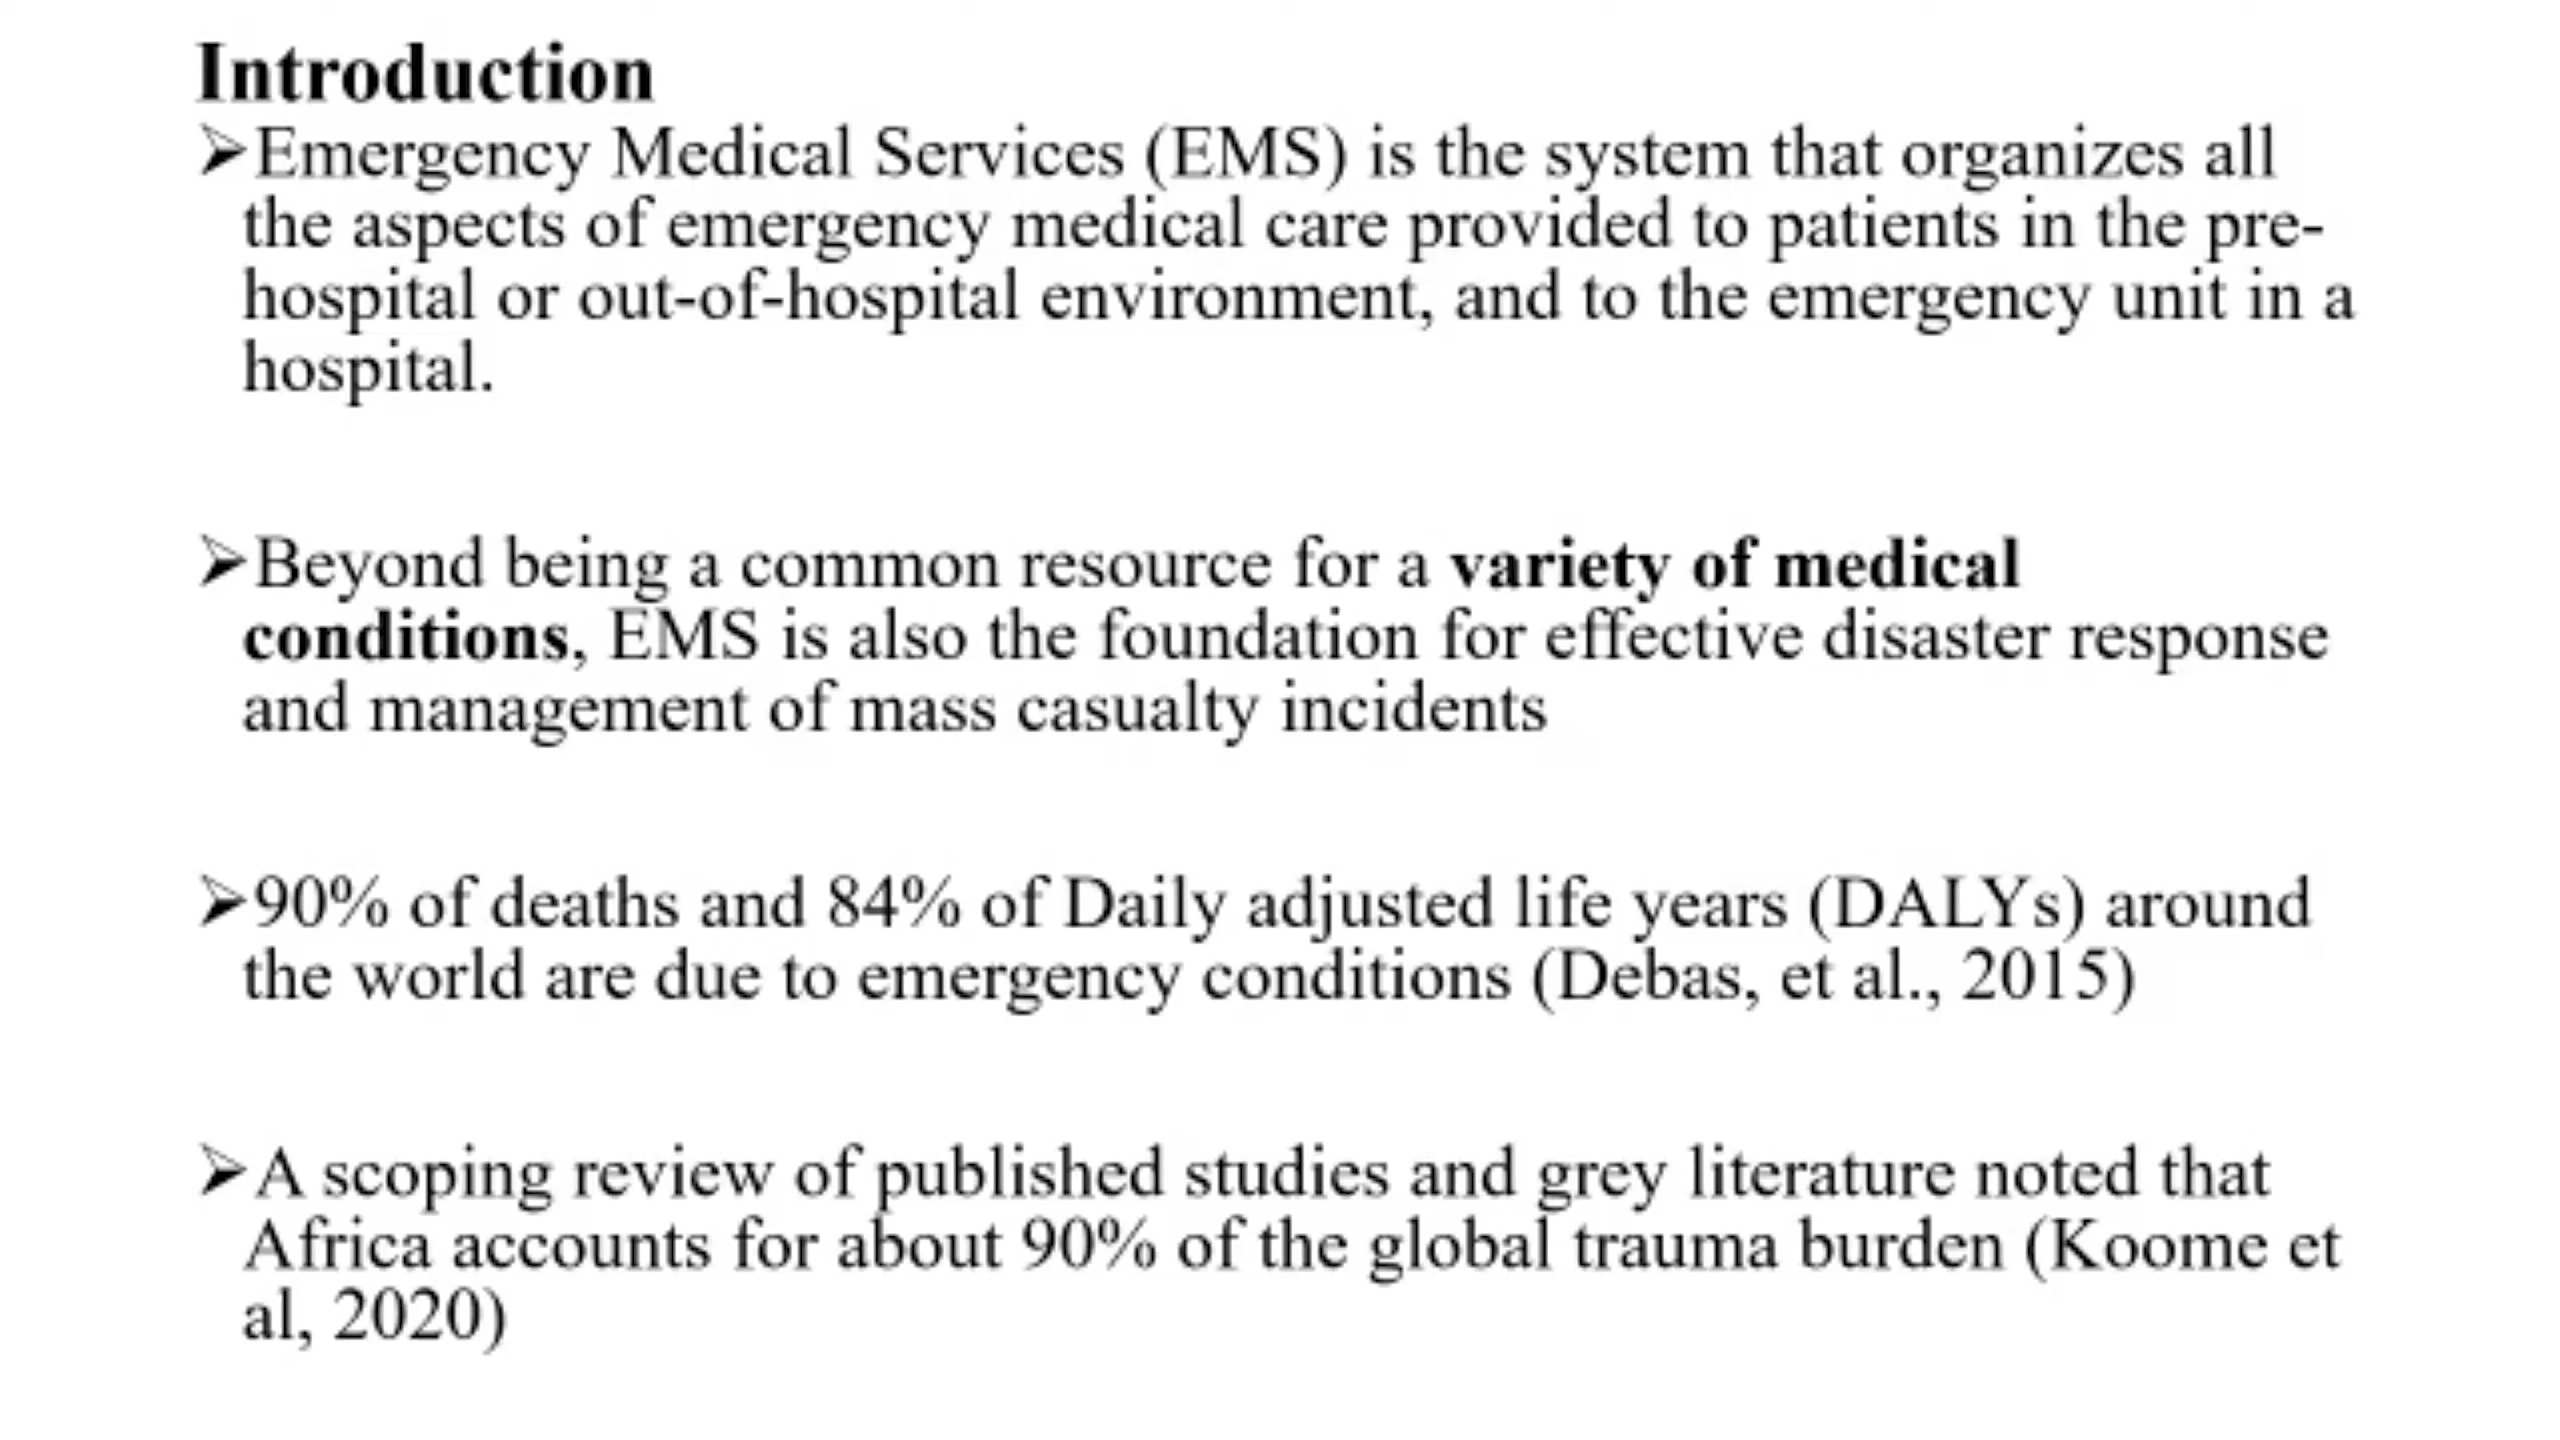 Introduction
➢Emergency Medical Services (EMS) is the system that organizes all
the aspects of emergency medical care provided to patients in the pre-
hospital or out-of-hospital environment, and to the emergency unit in a
hospital.
➢Beyond being a common resource for a variety of medical
conditions, EMS is also the foundation for effective disaster response
and management of mass casualty incidents
➢90% of deaths and 84% of Daily adjusted life years (DALYs) around
the world are due to emergency conditions (Debas, et al., 2015)
➢A scoping review of published studies and grey literature noted that
Africa accounts for about 90% of the global trauma burden (Koome et
al, 2020)